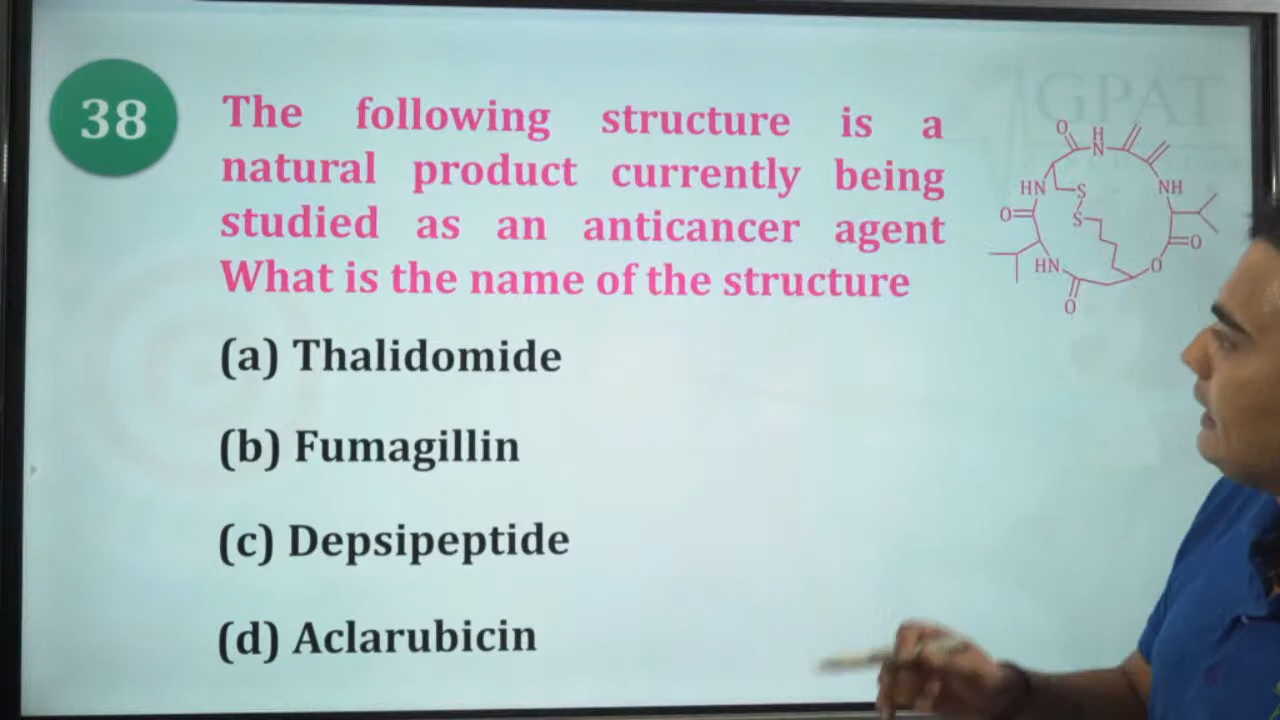 38
The following structure is a
natural product currently being
studied as an anticancer agent
What is the name of the structure
(a) Thalidomide
(b) Fumagillin
(c) Depsipeptide
(d) Aclarubicin
GPAT
O
H
N
HN
S
NH
O
S
O
HN
O
O